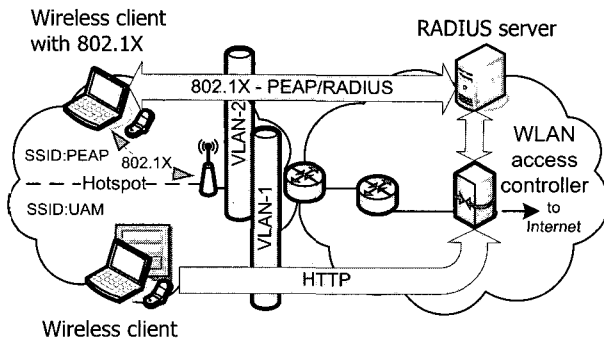 Wireless client
with 802.1X
RADIUS server
802.1X - PEAP/RADIUS
VLAN-2
SSID:PEAP
802.1X
WLAN
access
controller
to
Internet
Hotspot
SSID:UAM
VLAN-1
HTTP
Wireless client